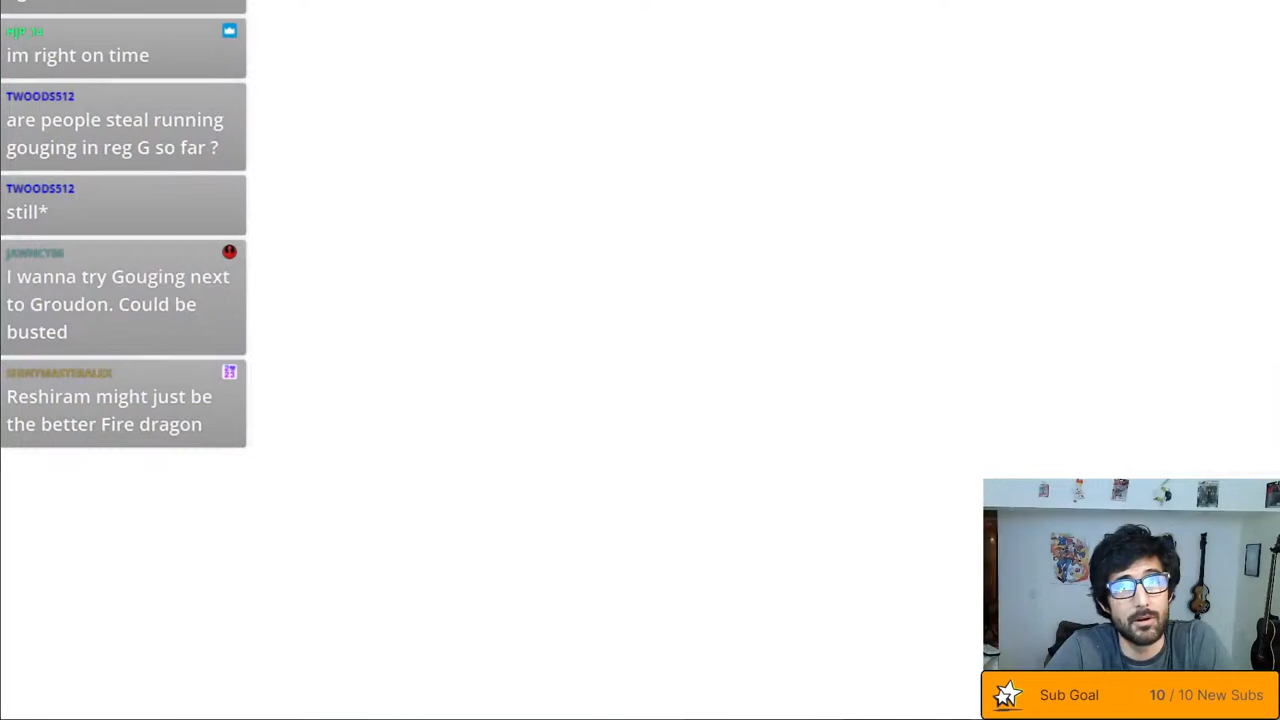 im right on time
TWOODS512
are people steal running
gouging in reg G so far ?
TWOODS512
still*
I wanna try Gouging next
to Groudon. Could be
busted
Reshiram might just be
the better Fire dragon
Sub Goal 10 / 10 New Subs